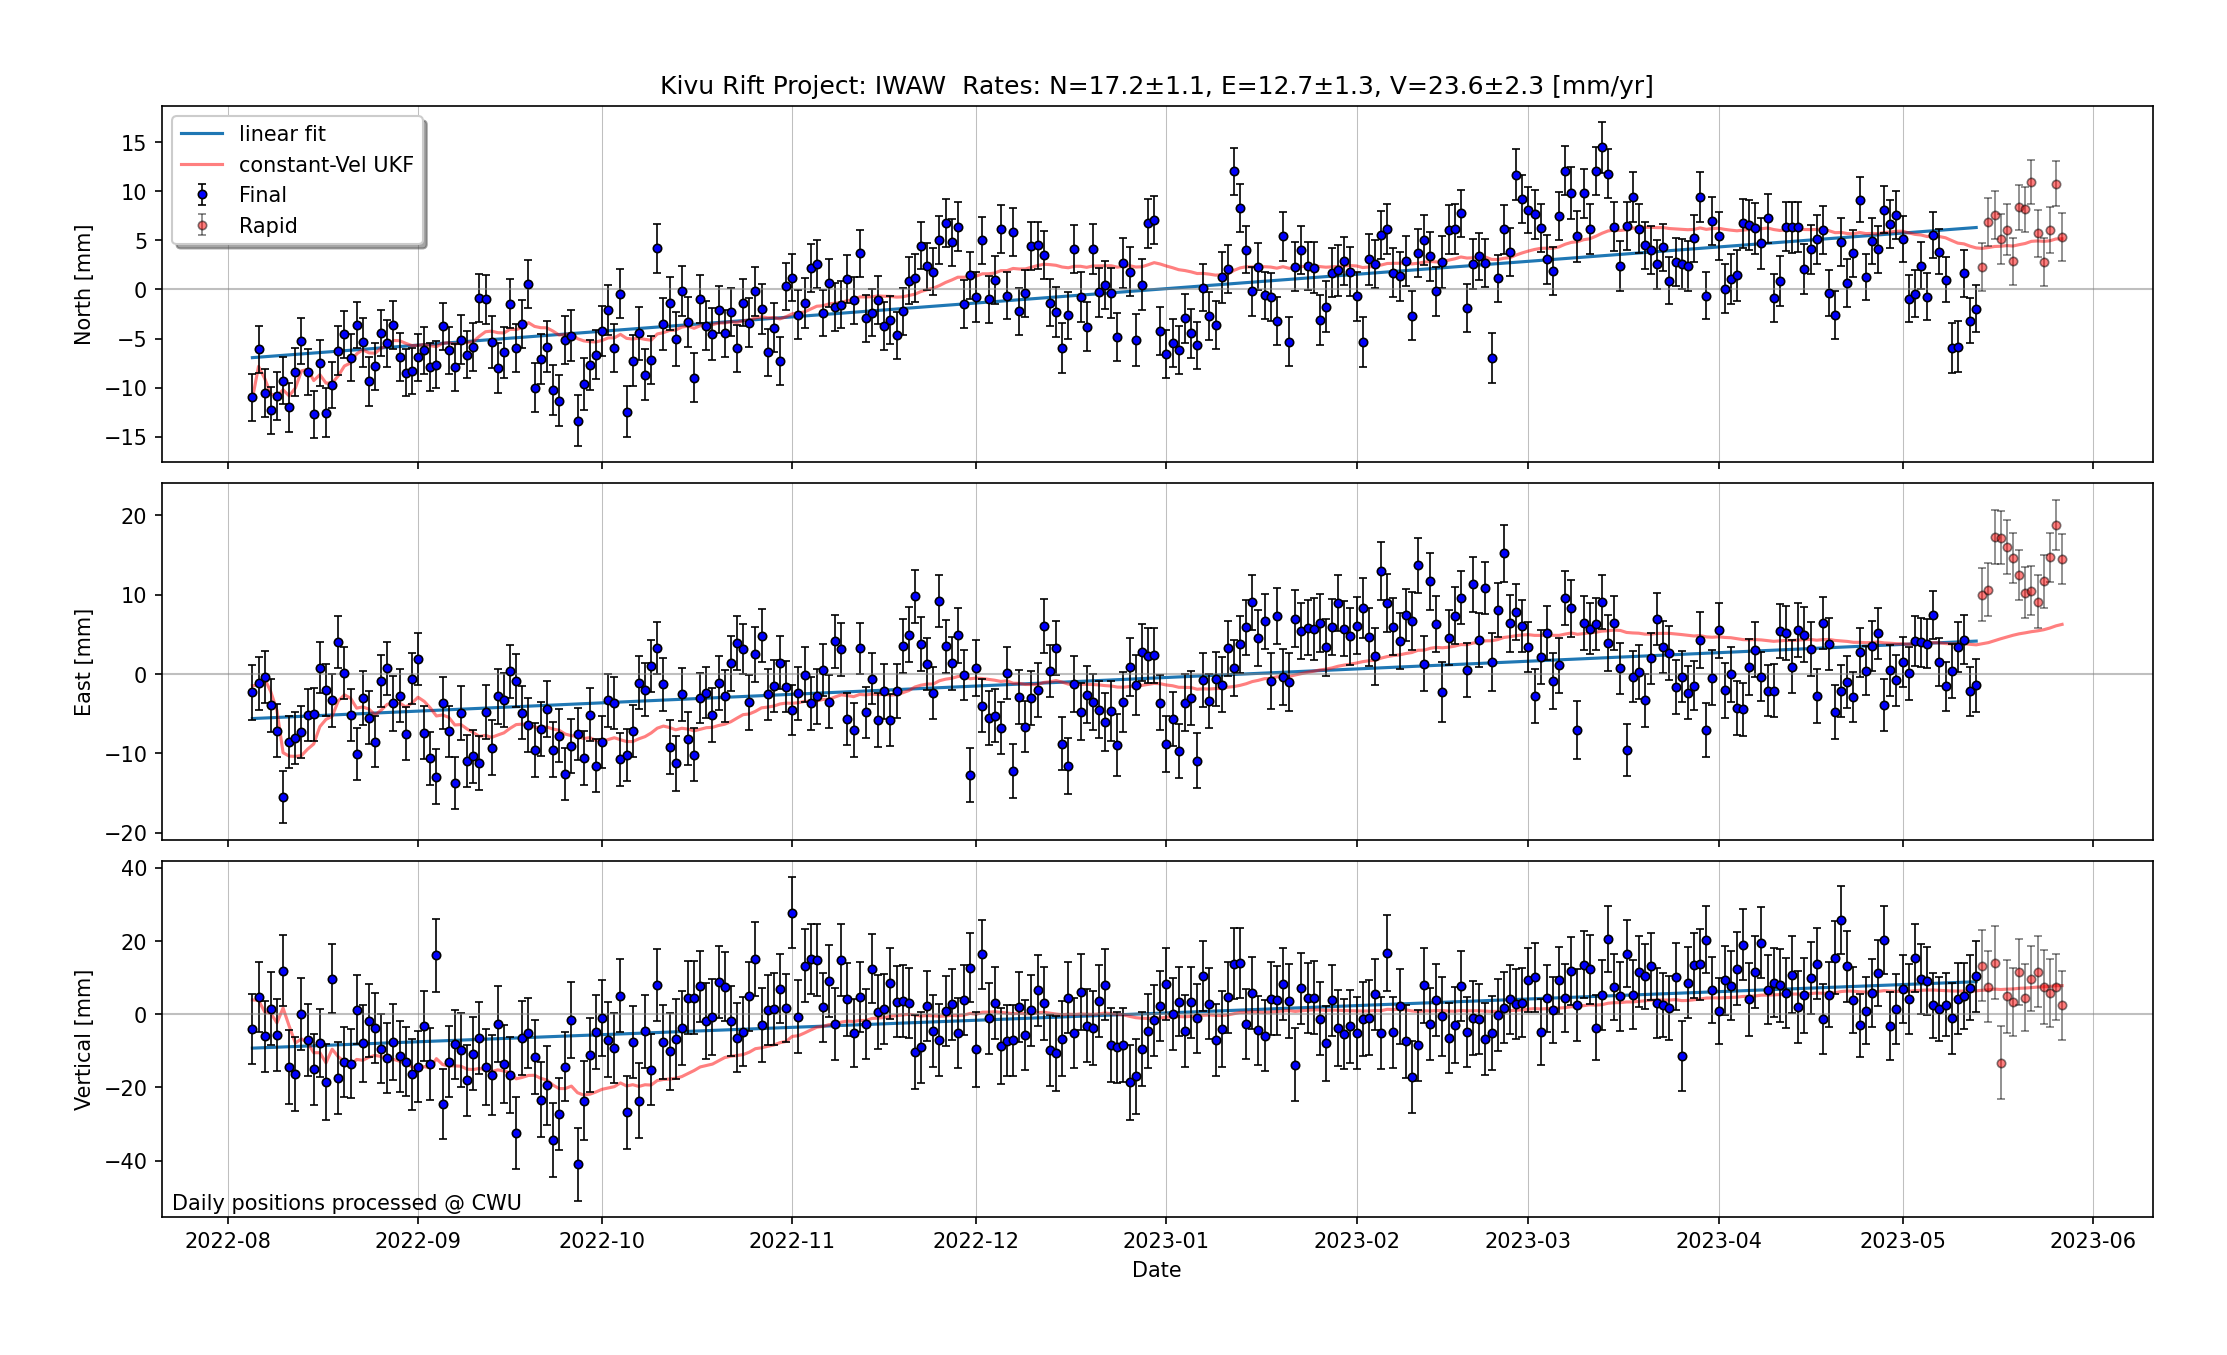 Kivu Rift Project: IWAW  Rates: N=17.2±1.1, E=12.7±1.3, V=23.6±2.3 [mm/yr]
linear fit
constant-Vel UKF
Final
Rapid
North [mm]
15
10
5
0
−5
−10
−15
East [mm]
20
10
0
−10
−20
Vertical [mm]
40
20
0
−20
−40
Daily positions processed @ CWU
2022-08 2022-09 2022-10 2022-11 2022-12 2023-01 2023-02 2023-03 2023-04 2023-05 2023-06
Date